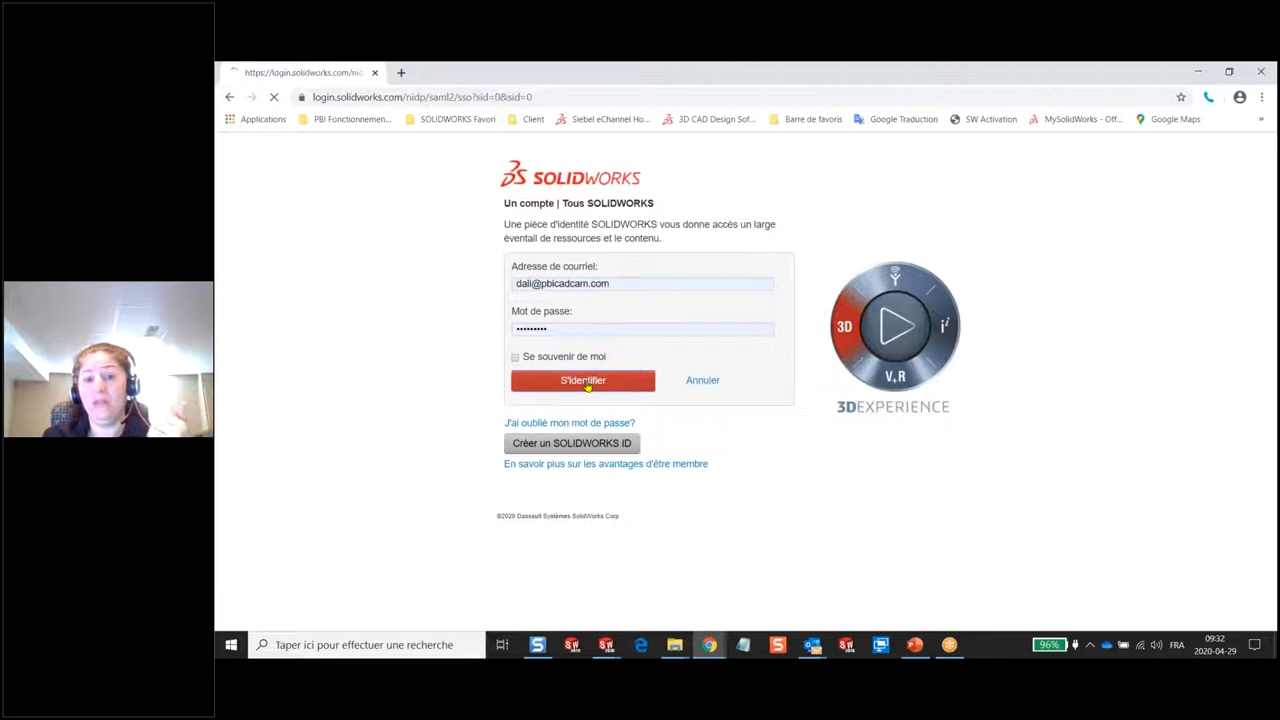 https://login.solidworks.com/nid
login.solidworks.com/nidp/saml2/sso?sid=0&sid=0
Applications
PBI Fonctionnemen...
SOLIDWORKS Favori
Client
Siebel eChannel Ho...
3D CAD Design Sof...
Barre de favoris
Google Traduction
SW Activation
MySolidWorks - Off...
Google Maps
»
SOLIDWORKS
Un compte | Tous SOLIDWORKS
Une pièce d'identité SOLIDWORKS vous donne accès un large
éventail de ressources et le contenu.
Adresse de courriel:
dali@pbicadcam.com
Mot de passe:
•••••••••
Se souvenir de moi
S'identifier
Annuler
J'ai oublié mon mot de passe?
Créer un SOLIDWORKS ID
En savoir plus sur les avantages d'être membre
3D
i²
V+R
3DEXPERIENCE
©2020 Dassault Systèmes SolidWorks Corp
Taper ici pour effectuer une recherche
96%
FRA
09:32
2020-04-29